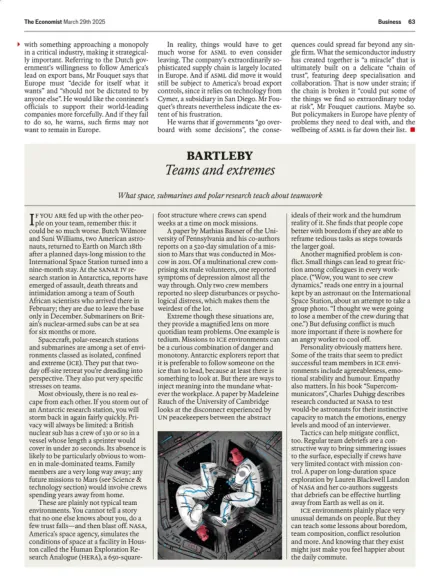 The Economist March 29th 2025
Business 63
with something approaching a monopoly
in a critical industry, making it strategical-
ly important. Referring to the Dutch gov-
ernment's willingness to follow America's
lead on export bans, Mr Fouquet says that
Europe must "decide for itself what it
wants" and "should not be dictated to by
anyone else". He would like the continent's
officials to support their world-leading
companies more forcefully. And if they fail
to do so, he warns, such firms may not
want to remain in Europe.
In reality, things would have to get
much worse for ASML to even consider
leaving. The company's extraordinarily so-
phisticated supply chain is largely located
in Europe. And if ASML did move it would
still be subject to America's broad export
controls, since it relies on technology from
Cymer, a subsidiary in San Diego. Mr Fou-
quet's threats nevertheless indicate the ex-
tent of his frustration.
He warns that if governments "go over-
board with some decisions", the conse-
quences could spread far beyond any sin-
gle firm. What the semiconductor industry
has created together is "a miracle" that is
ultimately built on a delicate "chain of
trust", featuring deep specialisation and
collaboration. That is now under strain; if
the chain is broken it "could put some of
the things we find so extraordinary today
at risk", Mr Fouquet cautions. Maybe so.
But policymakers in Europe have plenty of
problems they need to deal with, and the
wellbeing of ASML is far down their list.
BARTLEBY
Teams and extremes
What space, submarines and polar research teach about teamwork
IF YOU ARE fed up with the other peo-
ple on your team, remember this: it
could be so much worse. Butch Wilmore
and Suni Williams, two American astro-
nauts, returned to Earth on March 18th
after a planned days-long mission to the
International Space Station turned into a
nine-month stay. At the SANAE IV re-
search station in Antarctica, reports have
emerged of assault, death threats and
intimidation among a team of South
African scientists who arrived there in
February; they are due to leave the base
only in December. Submariners on Brit-
ain's nuclear-armed subs can be at sea
for six months or more.
Spacecraft, polar-research stations
and submarines are among a set of envi-
ronments classed as isolated, confined
and extreme (ICE). They put that two-
day off-site retreat you're dreading into
perspective. They also put very specific
stresses on teams.
Most obviously, there is no real es-
cape from each other. If you storm out of
an Antarctic research station, you will
storm back in again fairly quickly. Pri-
vacy will always be limited: a British
nuclear sub has a crew of 130 or so in a
vessel whose length a sprinter would
cover in under 20 seconds. Its absence is
likely to be particularly obvious to wom-
en in male-dominated teams. Family
members are a very long way away; any
future missions to Mars (see Science &
technology section) would involve crews
spending years away from home.
These are plainly not typical team
environments. You cannot tell a story
that no one else knows about you, do a
few trust falls—and then blast off. NASA,
America's space agency, simulates the
conditions of space at a facility in Hous-
ton called the Human Exploration Re-
search Analogue (HERA), a 650-square-
foot structure where crews can spend
weeks at a time on mock missions.
A paper by Mathias Basner of the Uni-
versity of Pennsylvania and his co-authors
reports on a 520-day simulation of a mis-
sion to Mars that was conducted in Mos-
cow in 2011. Of a multinational crew com-
prising six male volunteers, one reported
symptoms of depression almost all the
way through. Only two crew members
reported no sleep disturbances or psycho-
logical distress, which makes them the
weirdest of the lot.
Extreme though these situations are,
they provide a magnified lens on more
quotidian team problems. One example is
tedium. Missions to ICE environments can
be a curious combination of danger and
monotony. Antarctic explorers report that
it is preferable to follow someone on the
ice than to lead, because at least there is
something to look at. But there are ways to
inject meaning into the mundane what-
ever the workplace. A paper by Madeleine
Rauch of the University of Cambridge
looks at the disconnect experienced by
UN peacekeepers between the abstract
ideals of their work and the humdrum
reality of it. She finds that people cope
better with boredom if they are able to
reframe tedious tasks as steps towards
the larger goal.
Another magnified problem is con-
flict. Small things can lead to great fric-
tion among colleagues in every work-
place. ("Wow, you want to see crew
dynamics," reads one entry in a journal
kept by an astronaut on the International
Space Station, about an attempt to take a
group photo. "I thought we were going
to lose a member of the crew during that
one.") But defusing conflict is much
more important if there is nowhere for
an angry worker to cool off.
Personality obviously matters here.
Some of the traits that seem to predict
successful team members in ICE envi-
ronments include agreeableness, emo-
tional stability and humour. Empathy
also matters. In his book "Supercom-
municators", Charles Duhigg describes
research conducted at NASA to test
would-be astronauts for their instinctive
capacity to match the emotions, energy
levels and mood of an interviewer.
Tactics can help mitigate conflict,
too. Regular team debriefs are a con-
structive way to bring simmering issues
to the surface, especially if crews have
very limited contact with mission con-
trol. A paper on long-duration space
exploration by Lauren Blackwell Landon
of NASA and her co-authors suggests
that debriefs can be effective hurtling
away from Earth as well as on it.
ICE environments plainly place very
unusual demands on people. But they
can teach some lessons about boredom,
team composition, conflict resolution
and more. And knowing that they exist
might just make you feel happier about
the daily commute.